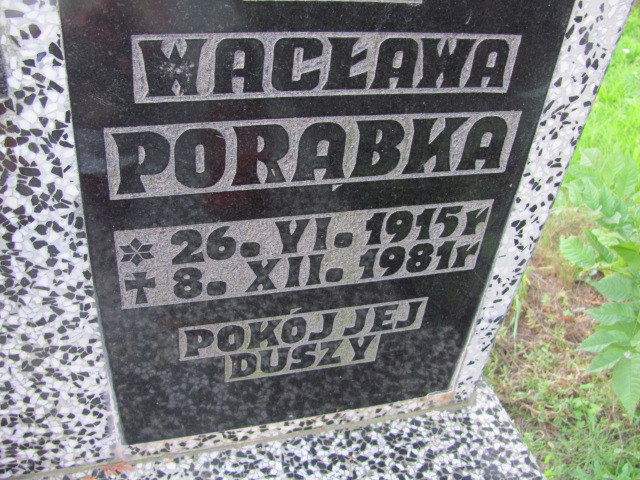 WACŁAWA
PORĄBKA
* 26. VI. 1915r
✝ 8. XII. 1981r
POKÓJ JEJ
DUSZY